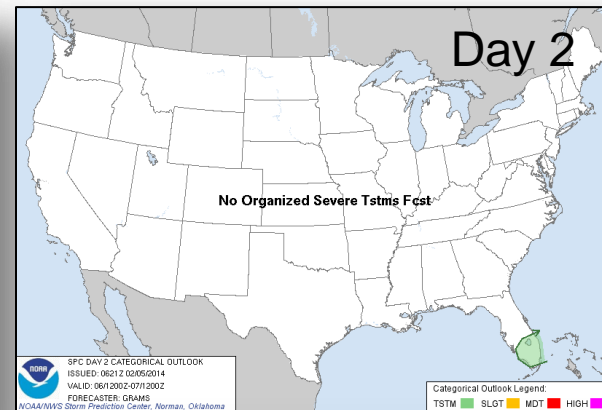 Day 2
No Organized Severe Tstms Fcst
NOAA
SPC DAY 2 CATEGORICAL OUTLOOK
ISSUED: 0621Z 02/05/2014
VALID: 06/1200Z-07/1200Z
FORECASTER: GRAMS
NOAA/NWS Storm Prediction Center, Norman, Oklahoma
Categorical Outlook Legend:
TSTM SLGT MDT HIGH